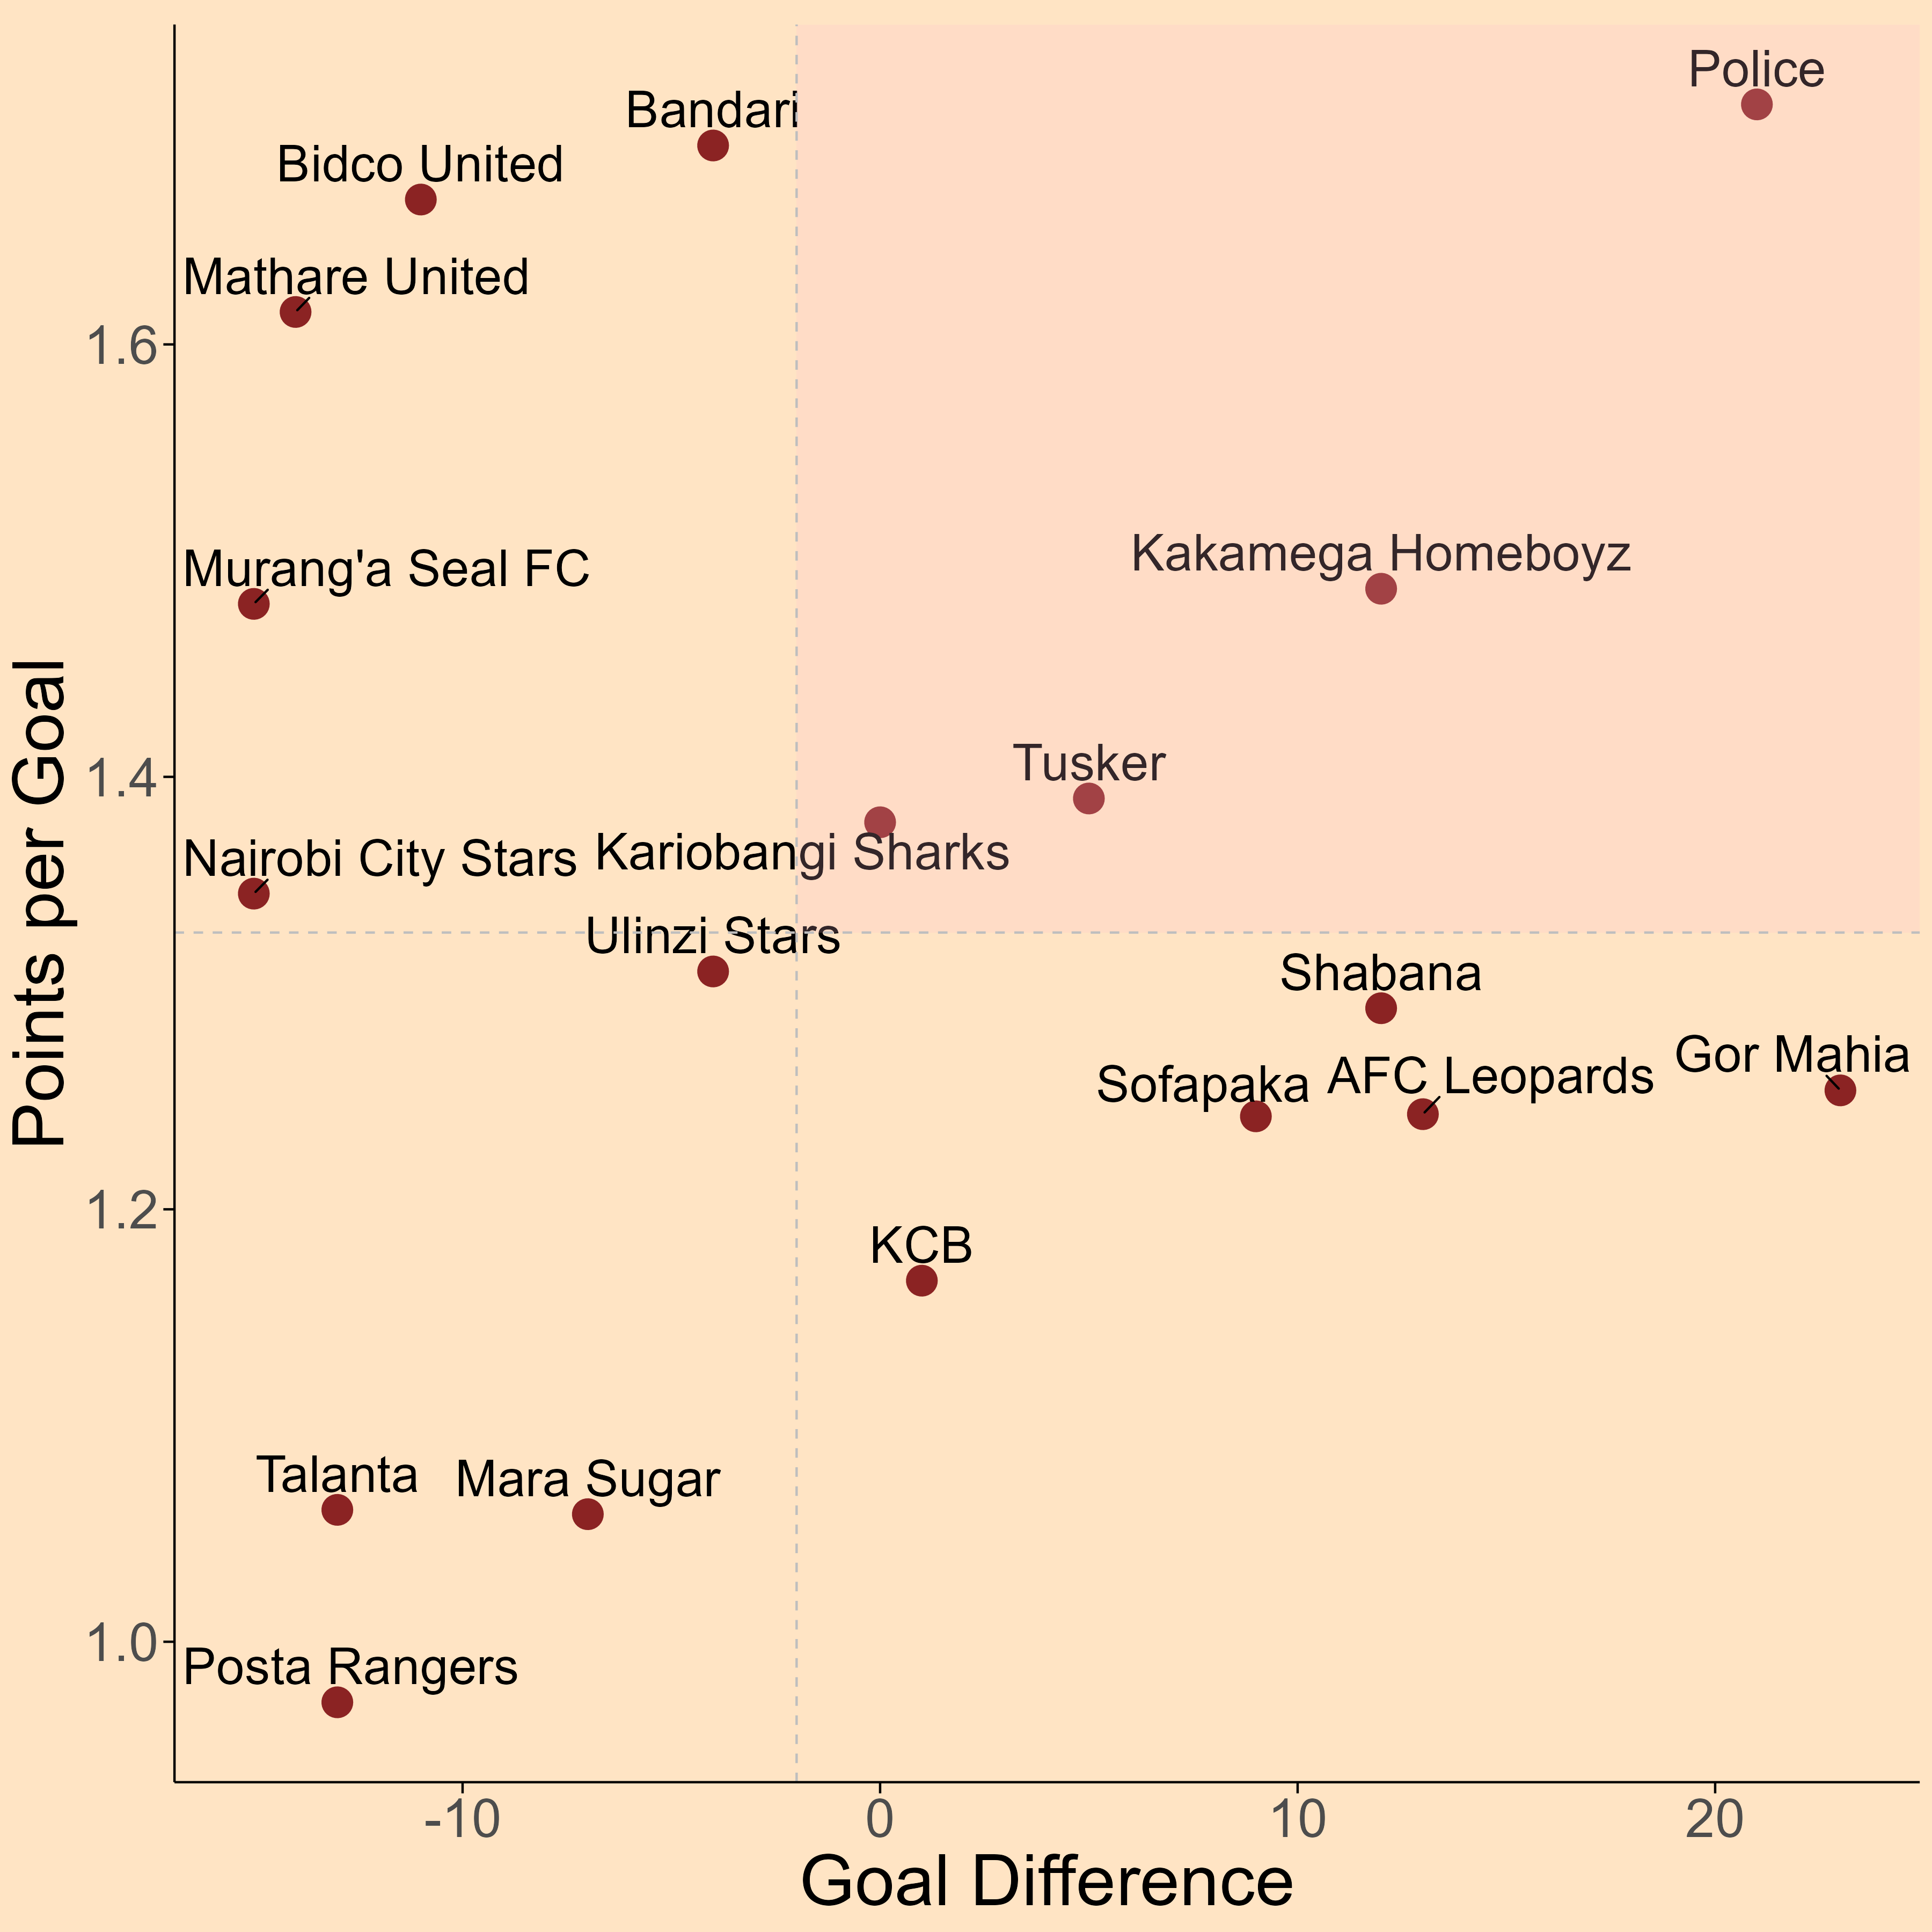 Police
Bandari
Bidco United
Mathare United
1.6
Kakamega Homeboyz
Murang'a Seal FC
Tusker
1.4
Kariobangi Sharks
Nairobi City Stars
Ulinzi Stars
Shabana
Gor Mahia
AFC Leopards
Sofapaka
1.2
KCB
Talanta
Mara Sugar
1.0
Posta Rangers
Points per Goal
-10
0
10
20
Goal Difference